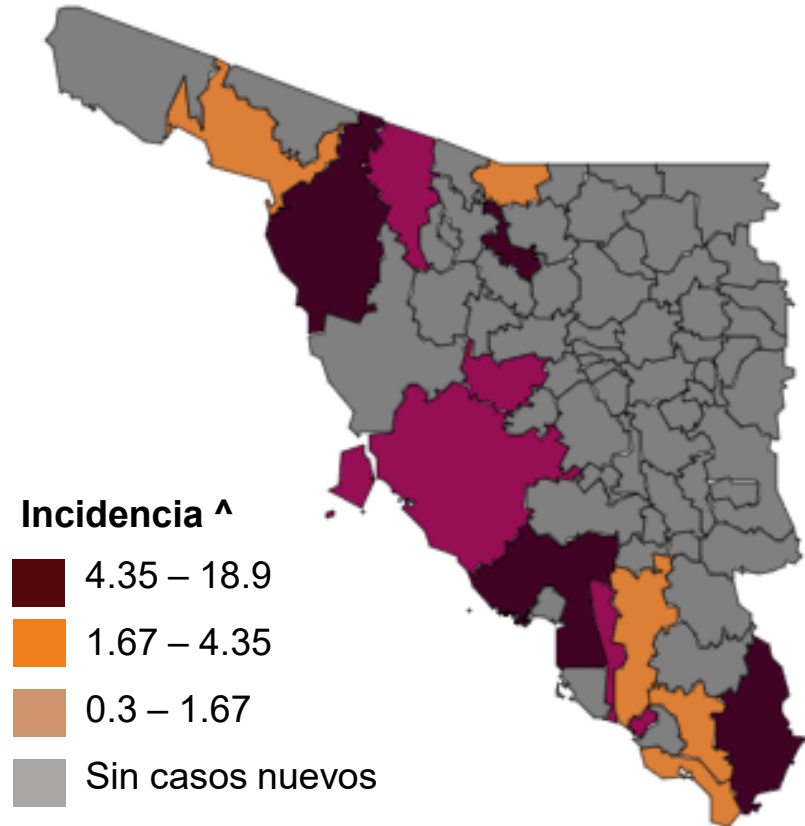 Incidencia ^
4.35 – 18.9
1.67 – 4.35
0.3 – 1.67
Sin casos nuevos